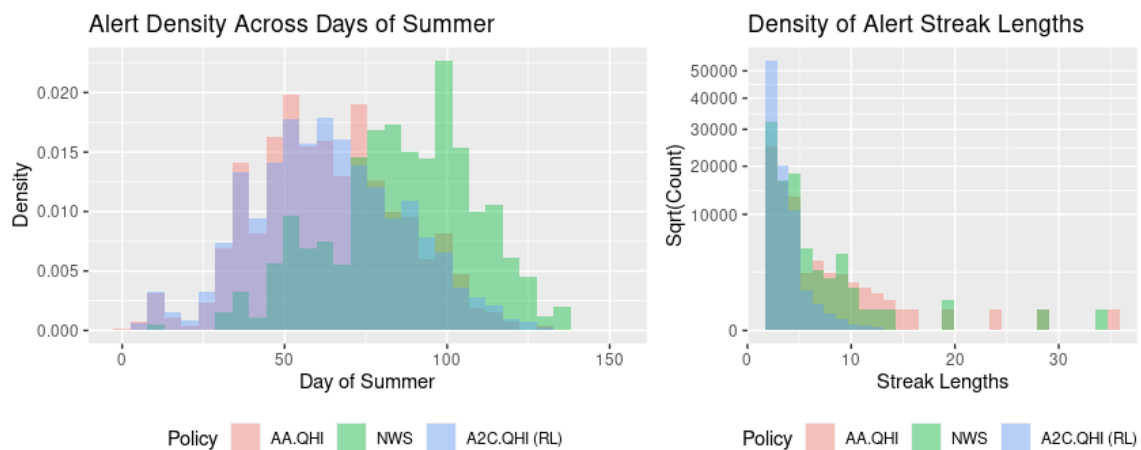 Alert Density Across Days of Summer
0.020
0.015
0.010
0.005
0.000
Density
0 50 100 150
Day of Summer
Policy AA.QHI NWS A2C.QHI (RL)
Density of Alert Streak Lengths
50000
40000
30000
20000
10000
0
Sqrt(Count)
0 10 20 30
Streak Lengths
Policy AA.QHI NWS A2C.QHI (RL)